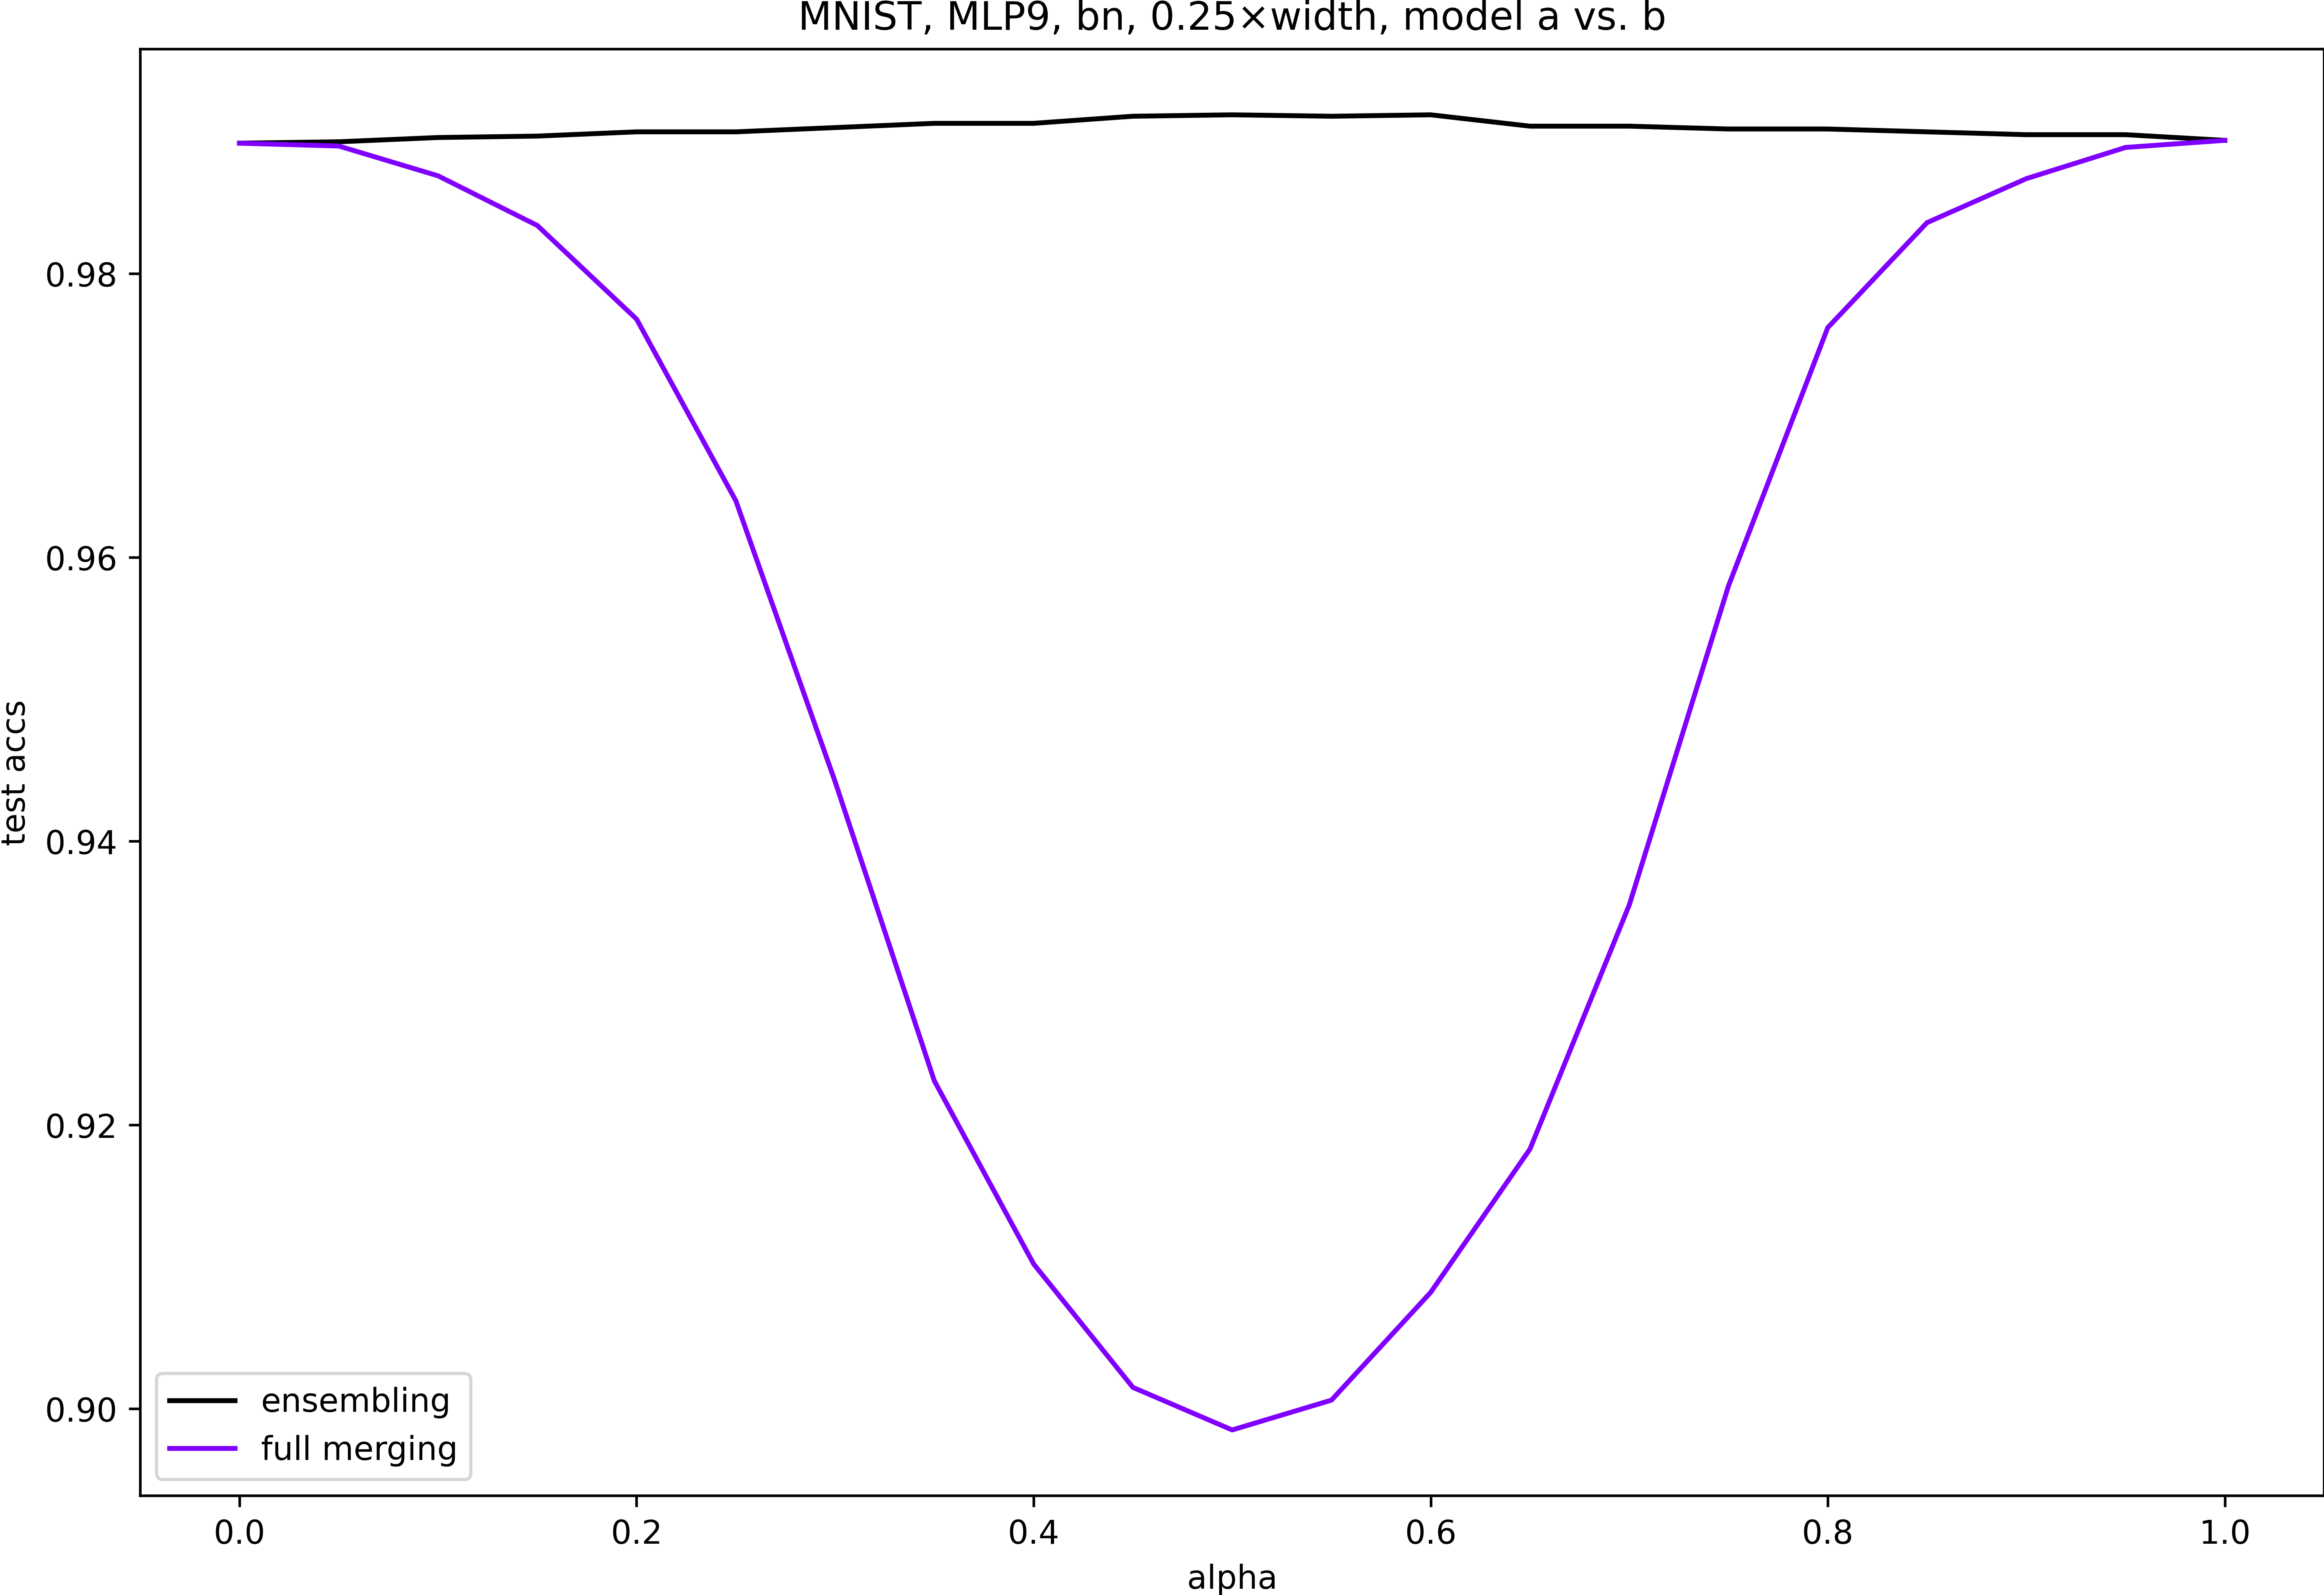 MNIST, MLP9, bn, 0.25×width, model a vs. b
test accs
0.98
0.96
0.94
0.92
0.90
ensembling
full merging
0.0 0.2 0.4 0.6 0.8 1.0
alpha